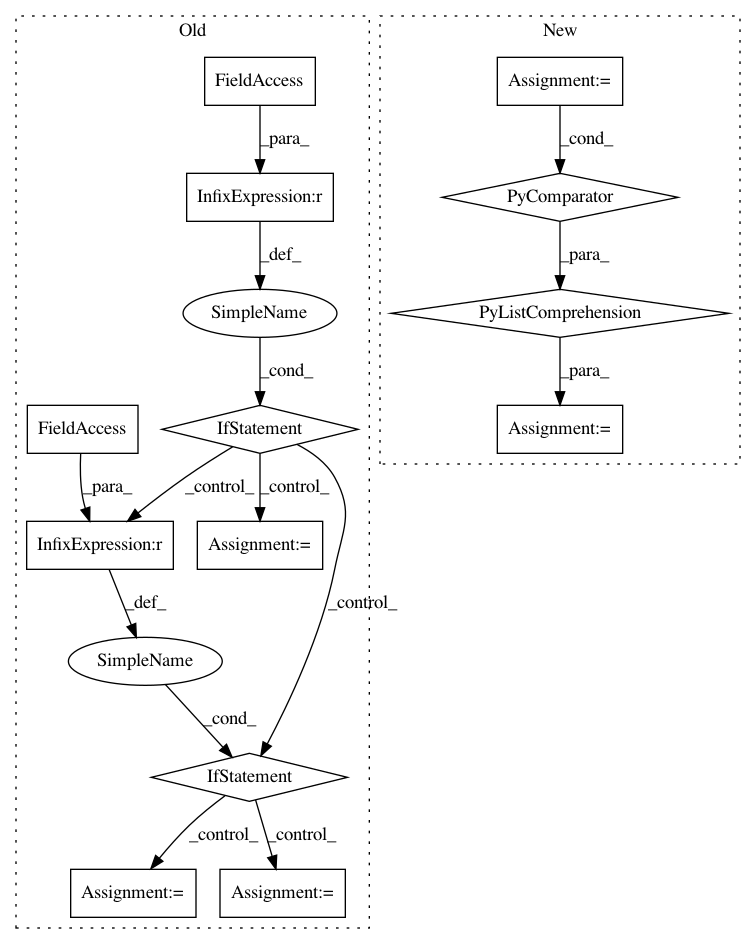 Old
New
FieldAccess
Assignment:=
_para_
_cond_
InfixExpression:r
PyComparator
_def_
_para_
SimpleName
PyListComprehension
_cond_
_para_
FieldAccess
IfStatement
Assignment:=
_para_
_control_
_control_
InfixExpression:r
Assignment:=
_def_
_control_
SimpleName
_cond_
IfStatement
_control_
_control_
Assignment:=
Assignment:=